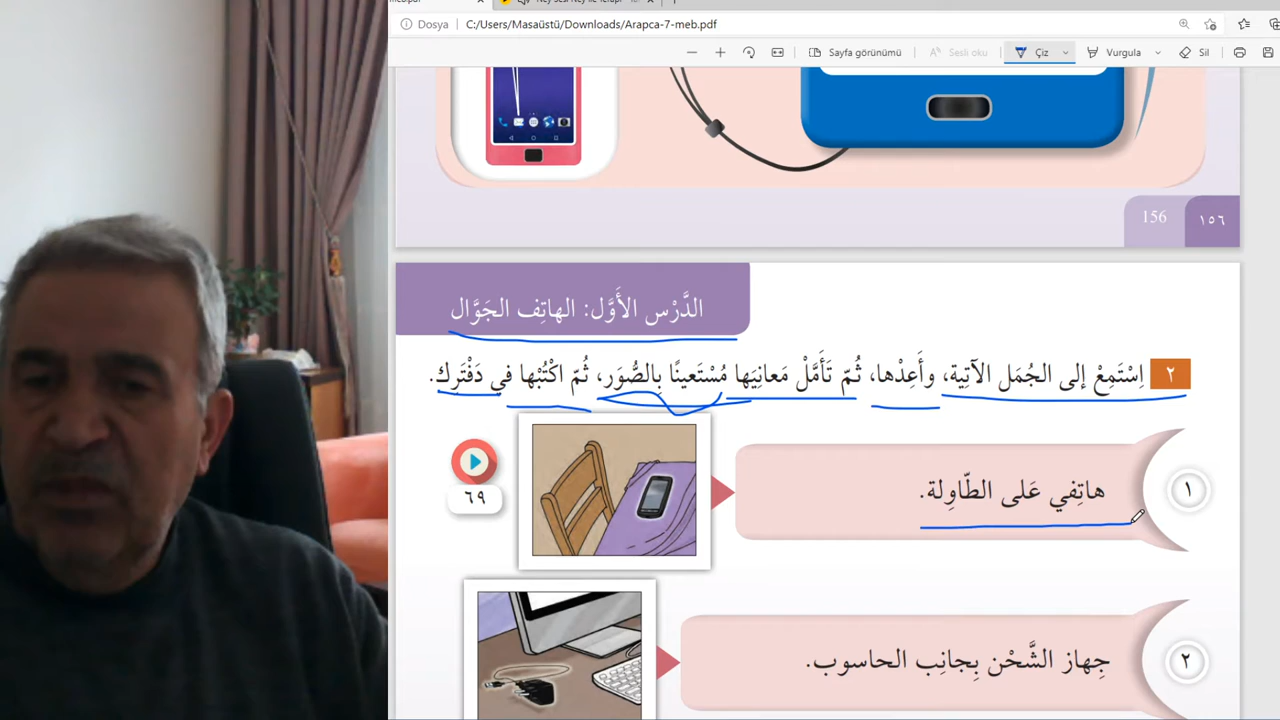 Dosya C:/Users/Masaüstü/Downloads/Arapca-7-meb.pdf
Sayfa görünümü Sesli oku Çiz Vurgula Sil
156 ١٥٦
الدَّرْس الأَوَّل: الهاتِف الجَوَّال
٢ اِسْتَمِعْ إلى الجُمَل الآتِية، وأَعِدْها، ثُمّ تَأَمَّلْ مَعانِيَها مُسْتَعينًا بِالصُّوَر، ثُمّ اكْتُبْها في دَفْتَرِك.
١ هاتِفي عَلى الطّاوِلة.
٦٩
٢ جِهاز الشَّحْن بِجانِب الحاسوب.